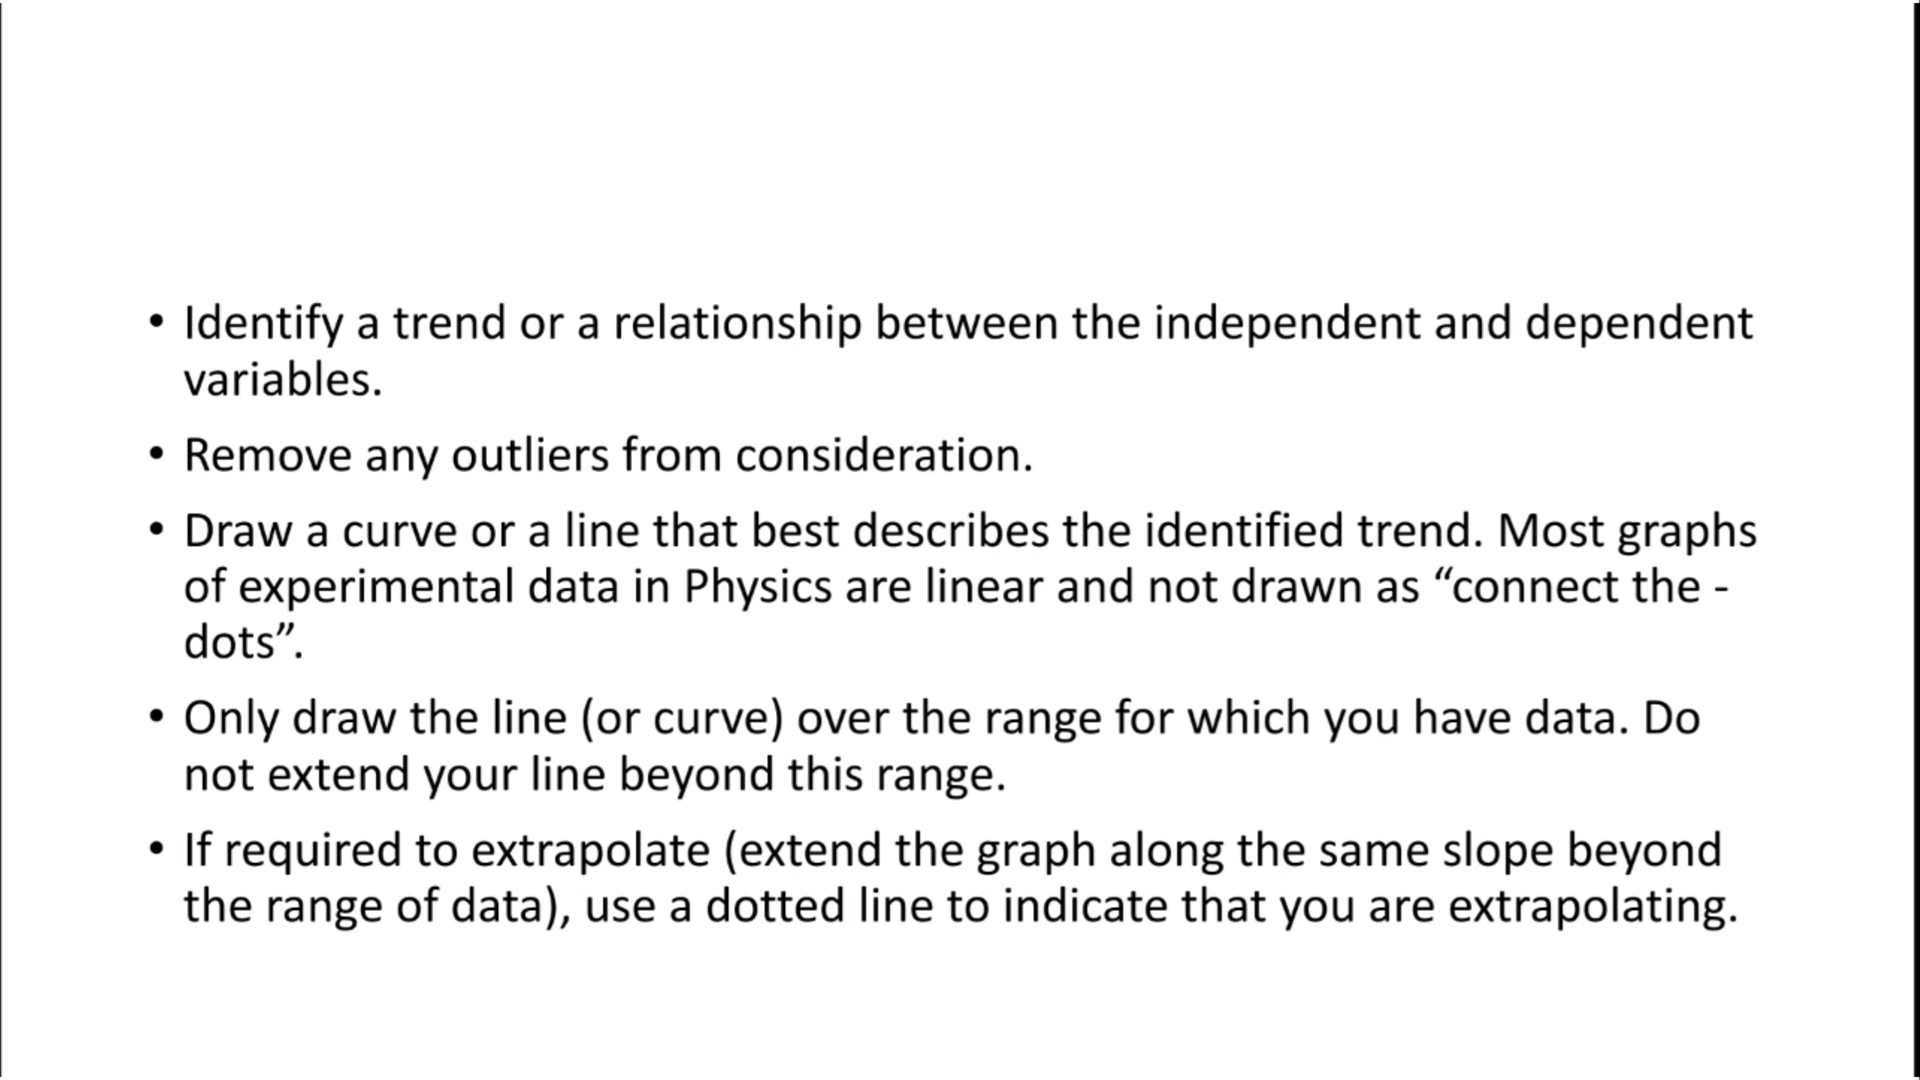 • Identify a trend or a relationship between the independent and dependent
variables.
• Remove any outliers from consideration.
• Draw a curve or a line that best describes the identified trend. Most graphs
of experimental data in Physics are linear and not drawn as “connect the -
dots”.
• Only draw the line (or curve) over the range for which you have data. Do
not extend your line beyond this range.
• If required to extrapolate (extend the graph along the same slope beyond
the range of data), use a dotted line to indicate that you are extrapolating.